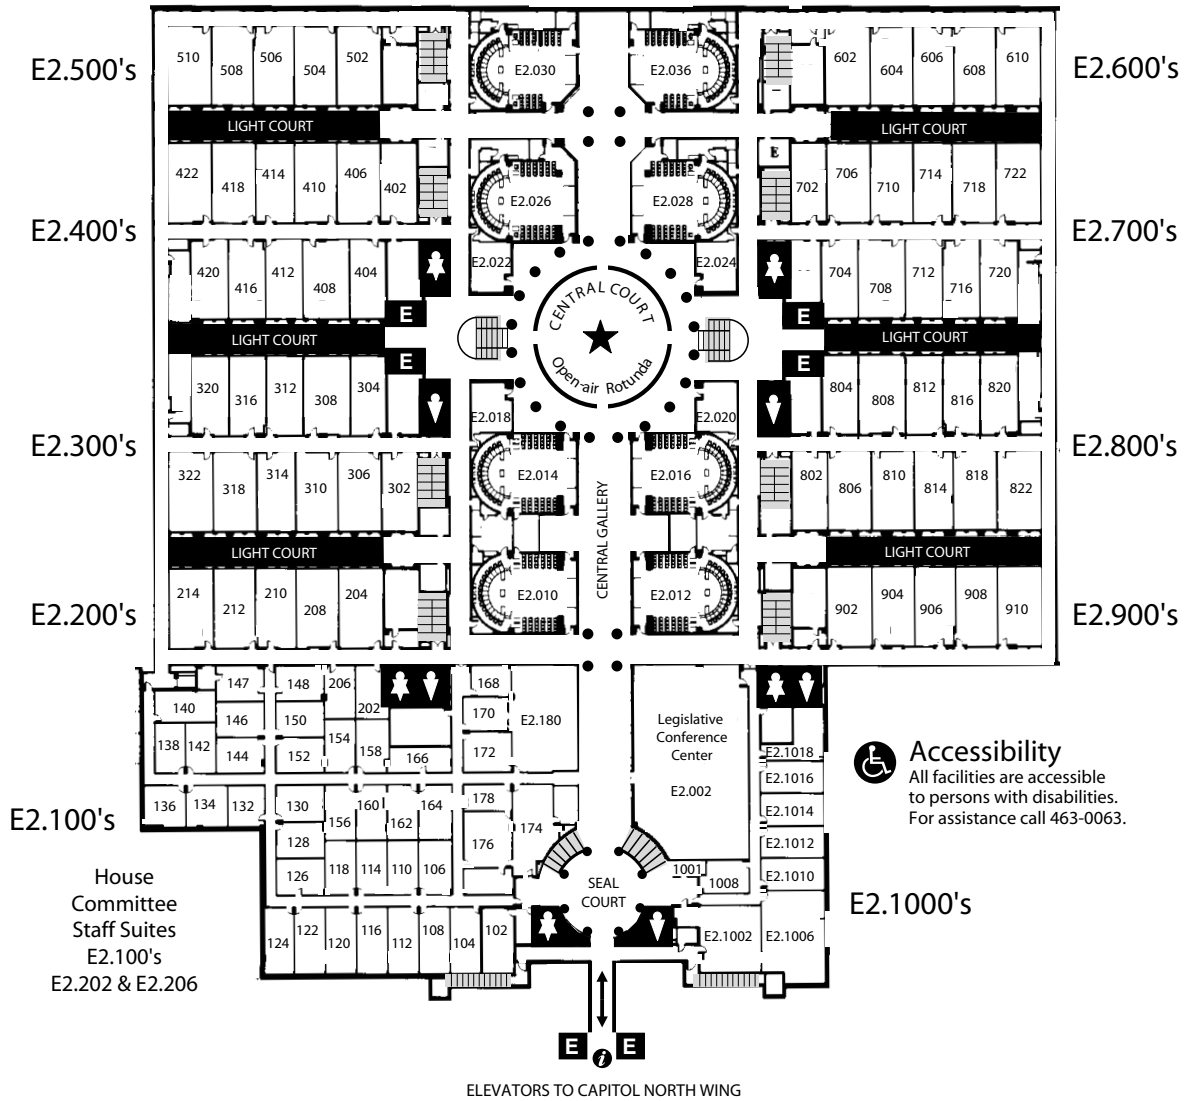 E2.500's
510
508
506
504
502
E2.030
E2.036
602
604
606
608
610
E2.600's
LIGHT COURT
LIGHT COURT
E
422
418
414
410
406
402
E2.026
E2.028
702
706
710
714
718
722
E2.400's
E2.700's
420
416
412
408
404
E2.022
E2.024
704
708
712
716
720
E
E
CENTRAL COURT
LIGHT COURT
LIGHT COURT
Open-air Rotunda
E
E
320
316
312
308
304
E2.018
E2.020
804
808
812
816
820
E2.300's
E2.800's
322
318
314
310
306
302
E2.014
E2.016
802
806
810
814
818
822
CENTRAL GALLERY
LIGHT COURT
LIGHT COURT
E2.200's
214
212
210
208
204
E2.010
E2.012
902
904
906
908
910
E2.900's
147
148
206
202
168
140
146
150
170
E2.180
138
142
144
152
154
158
166
172
Legislative
Conference
Center
E2.002
E2.1018
E2.1016
E2.1014
E2.1012
E2.1010
Accessibility
All facilities are accessible
to persons with disabilities.
For assistance call 463-0063.
E2.100's
136
134
132
130
160
164
178
156
162
174
128
176
126
118
114
110
106
1001
1008
SEAL
COURT
E2.1000's
House
Committee
Staff Suites
E2.100's
E2.202 & E2.206
124
122
120
116
112
108
104
102
E2.1002
E2.1006
E
E
i
ELEVATORS TO CAPITOL NORTH WING